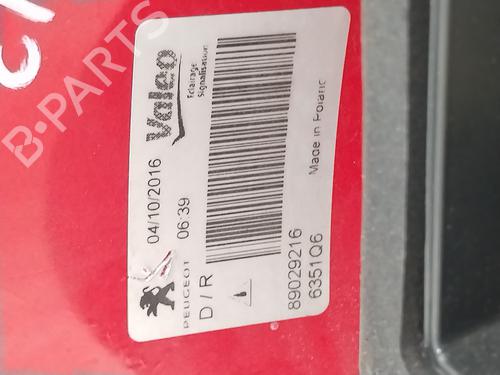 B-PARTS
Valeo
Eclairage
Signalisation
04/10/2016 06:39
PEUGEOT
D / R
89029216
6351Q6
Made in Poland